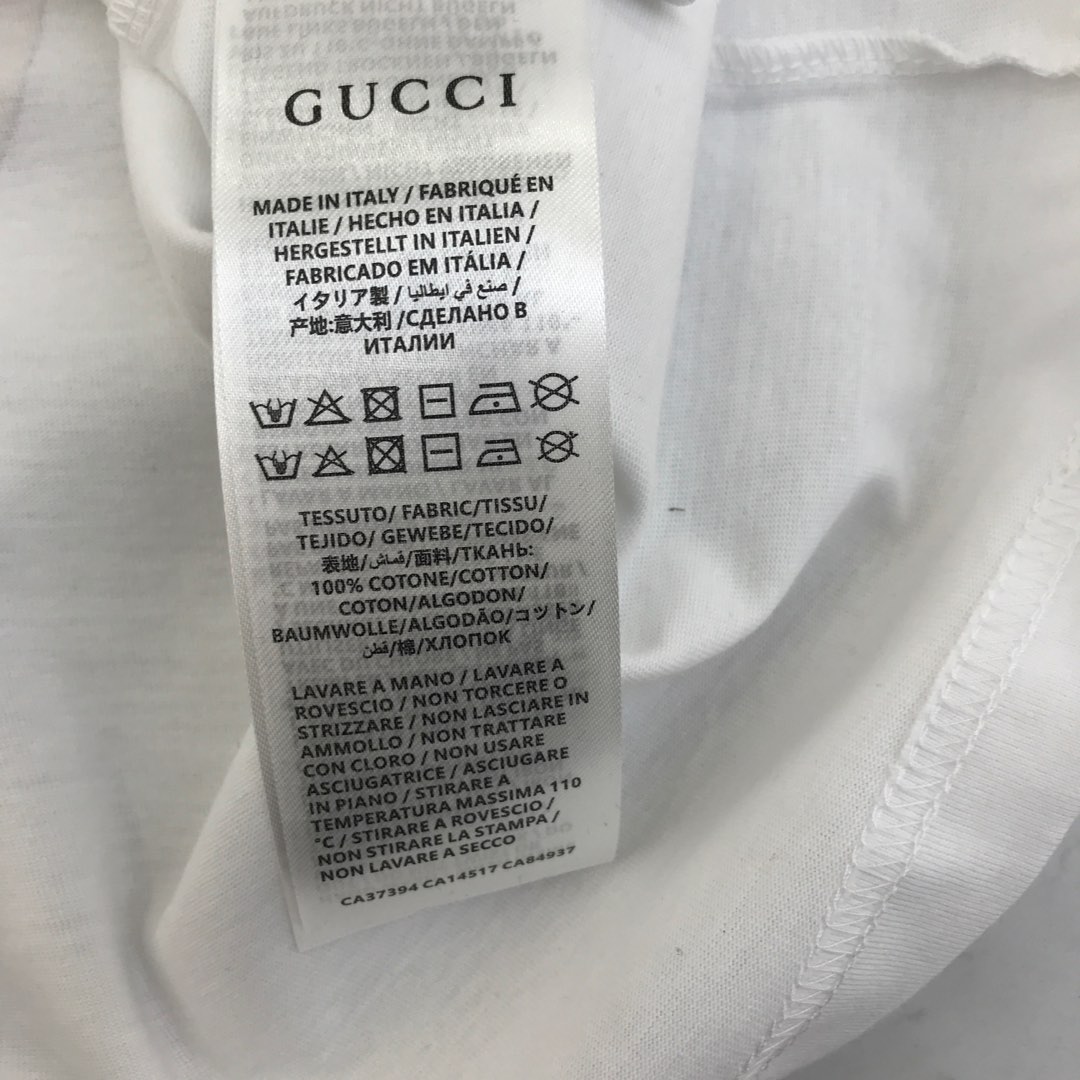 GUCCI
MADE IN ITALY / FABRIQUÉ EN
ITALIE / HECHO EN ITALIA /
HERGESTELLT IN ITALIEN /
FABRICADO EM ITÁLIA /
イタリア製 / صنع في ايطاليا /
产地:意大利 /СДЕЛАНО В
ИТАЛИИ
TESSUTO/ FABRIC/TISSU/
TEJIDO/ GEWEBE/TECIDO/
表地/قماش/面料/ТКАНЬ:
100% COTONE/COTTON/
COTON/ALGODON/
BAUMWOLLE/ALGODÃO/コットン/
قطن/棉/ХЛОПОК
LAVARE A MANO / LAVARE A
ROVESCIO / NON TORCERE O
STRIZZARE / NON LASCIARE IN
AMMOLLO / NON TRATTARE
CON CLORO / NON USARE
ASCIUGATRICE / ASCIUGARE
IN PIANO / STIRARE A
TEMPERATURA MASSIMA 110
°C / STIRARE A ROVESCIO /
NON STIRARE LA STAMPA /
NON LAVARE A SECCO
CA37394 CA14517 CA84937